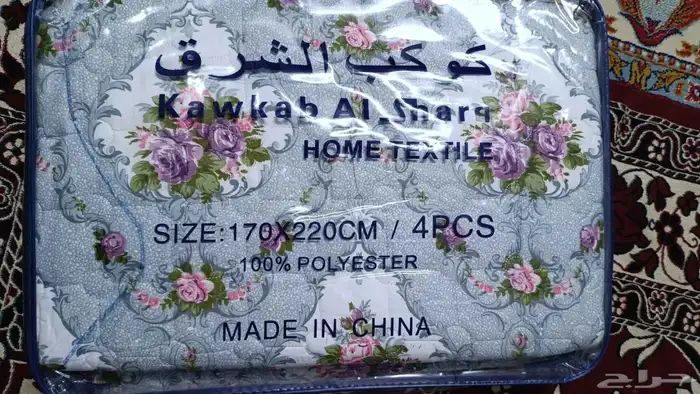 كوكب الشرق
Kawkab Al Sharq
HOME TEXTILE
SIZE:170X220CM / 4PCS
100% POLYESTER
MADE IN CHINA
حراج